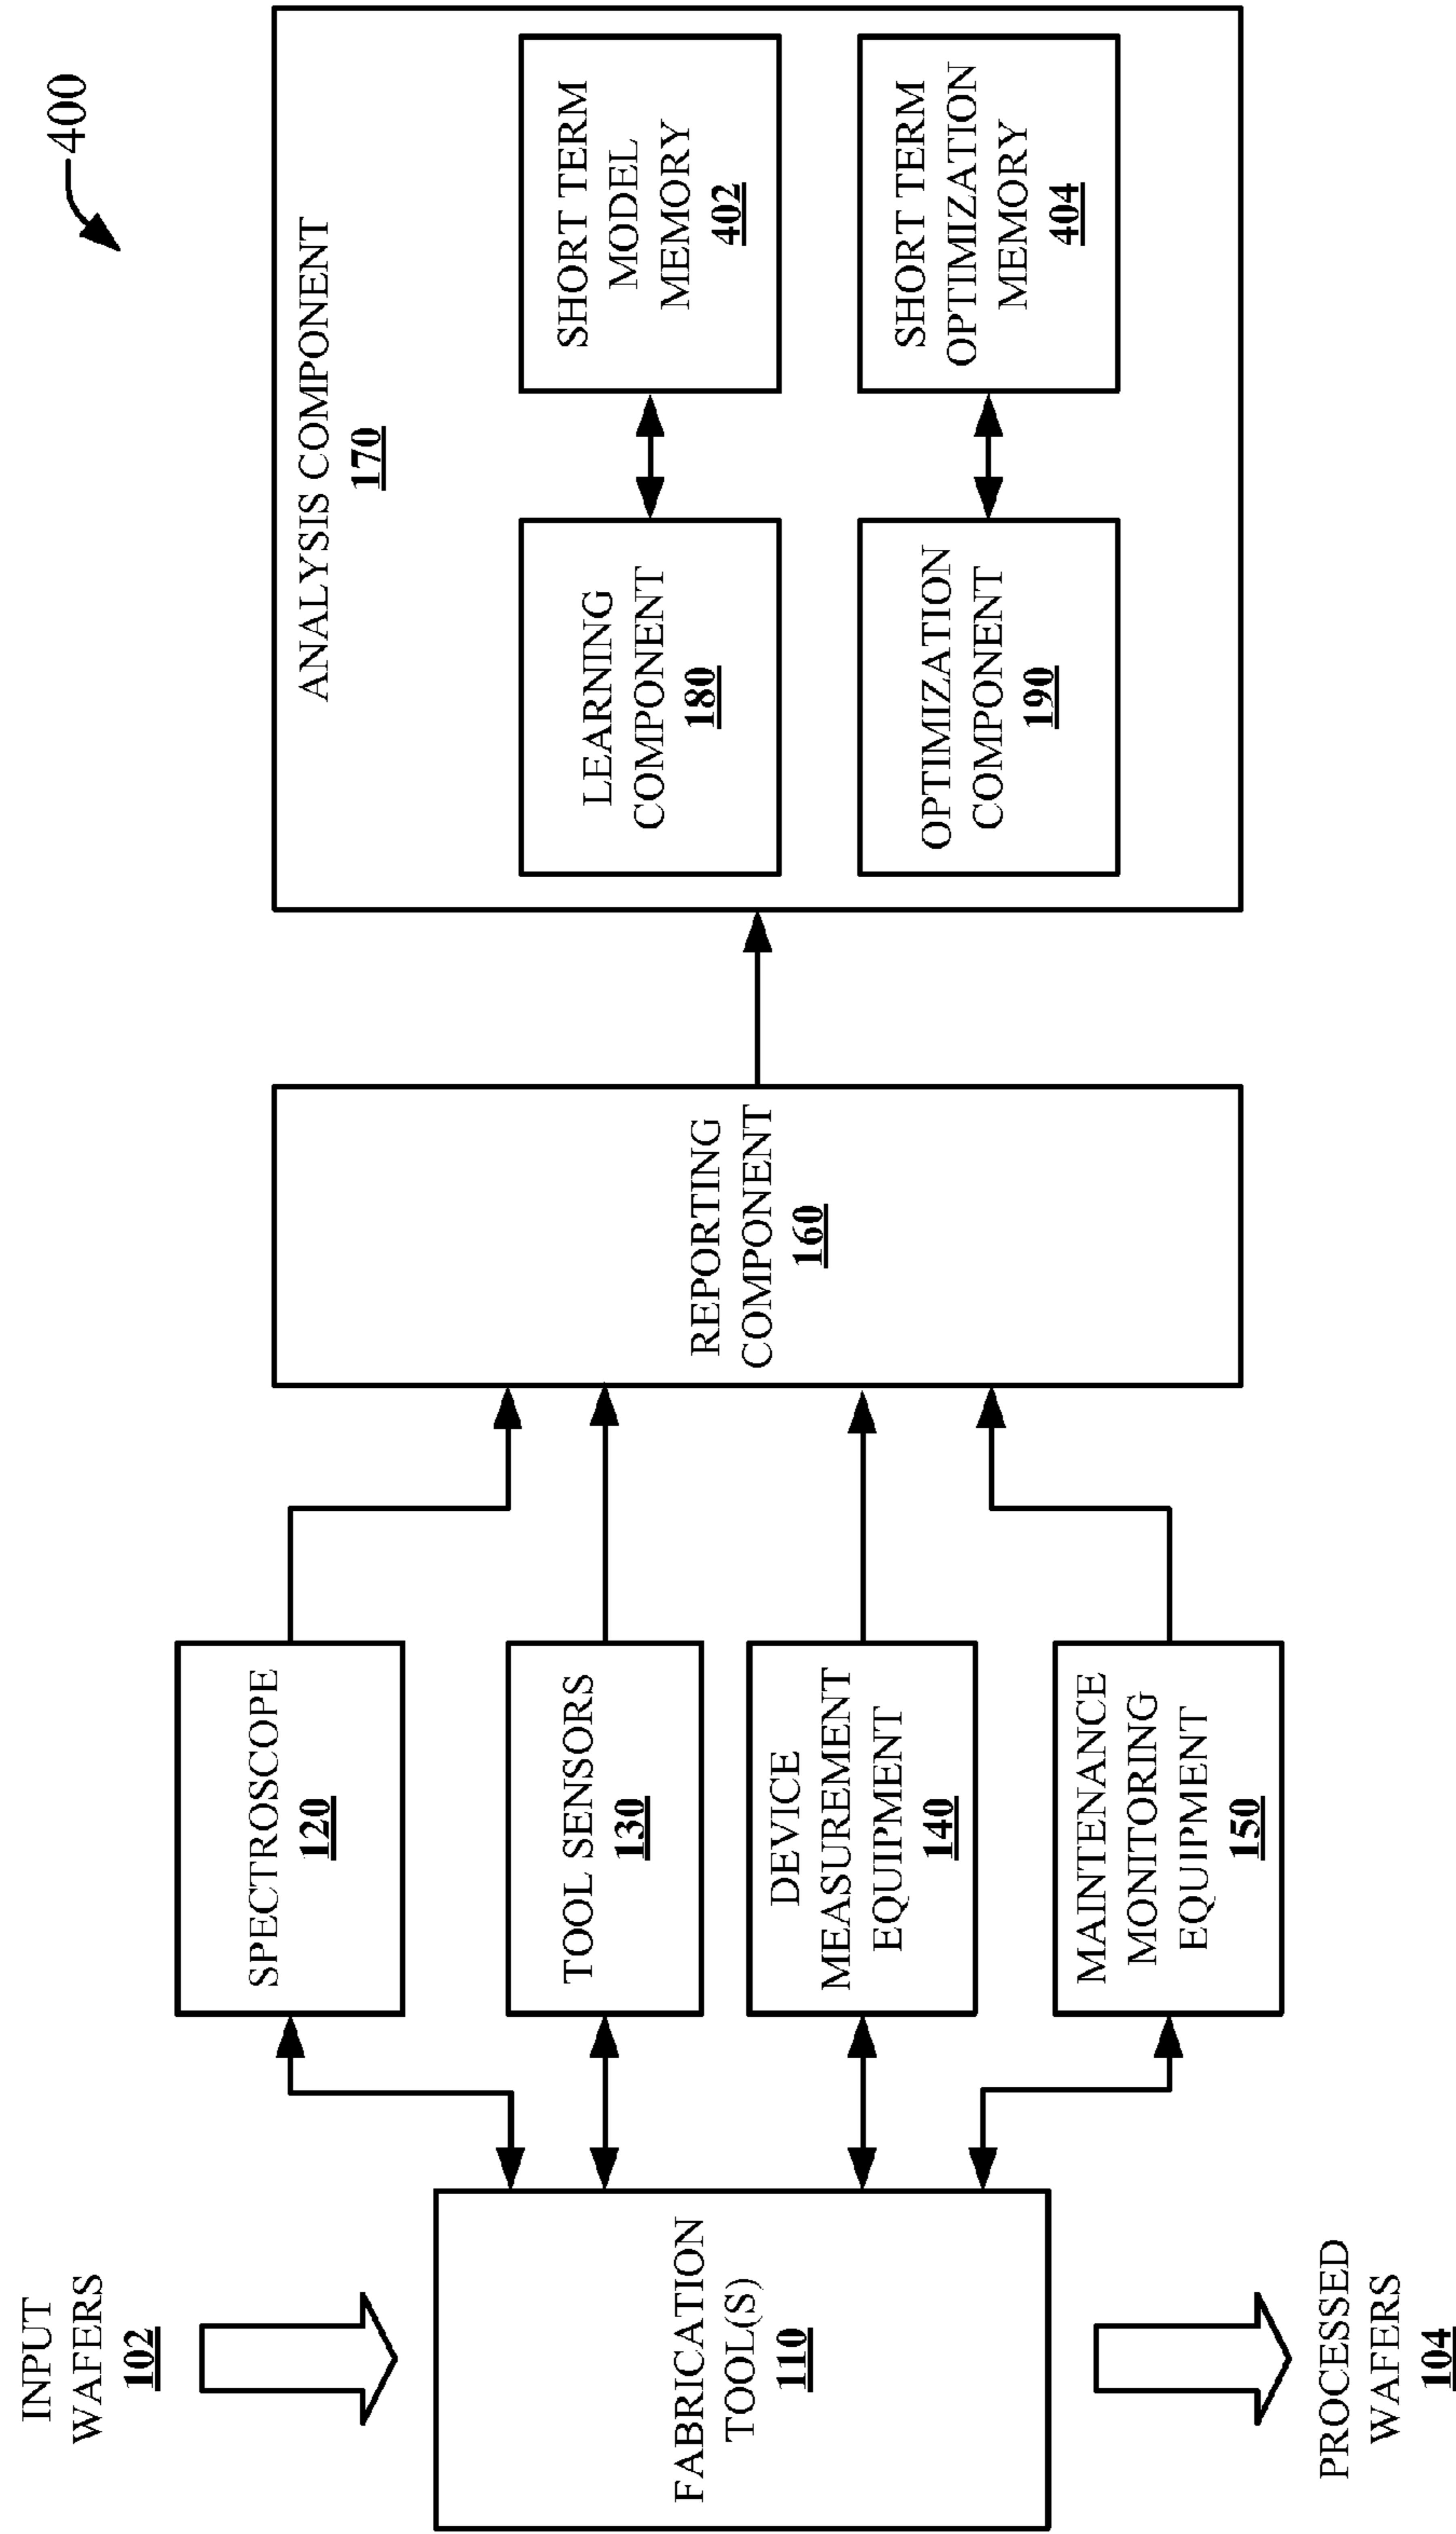 400
INPUT
WAFERS
102
FABRICATION
TOOL(S)
110
PROCESSED
WAFERS
104
SPECTROSCOPE
120
TOOL SENSORS
130
DEVICE
MEASUREMENT
EQUIPMENT
140
MAINTENANCE
MONITORING
EQUIPMENT
150
REPORTING
COMPONENT
160
ANALYSIS COMPONENT
170
LEARNING
COMPONENT
180
SHORT TERM
MODEL
MEMORY
402
OPTIMIZATION
COMPONENT
190
SHORT TERM
OPTIMIZATION
MEMORY
404